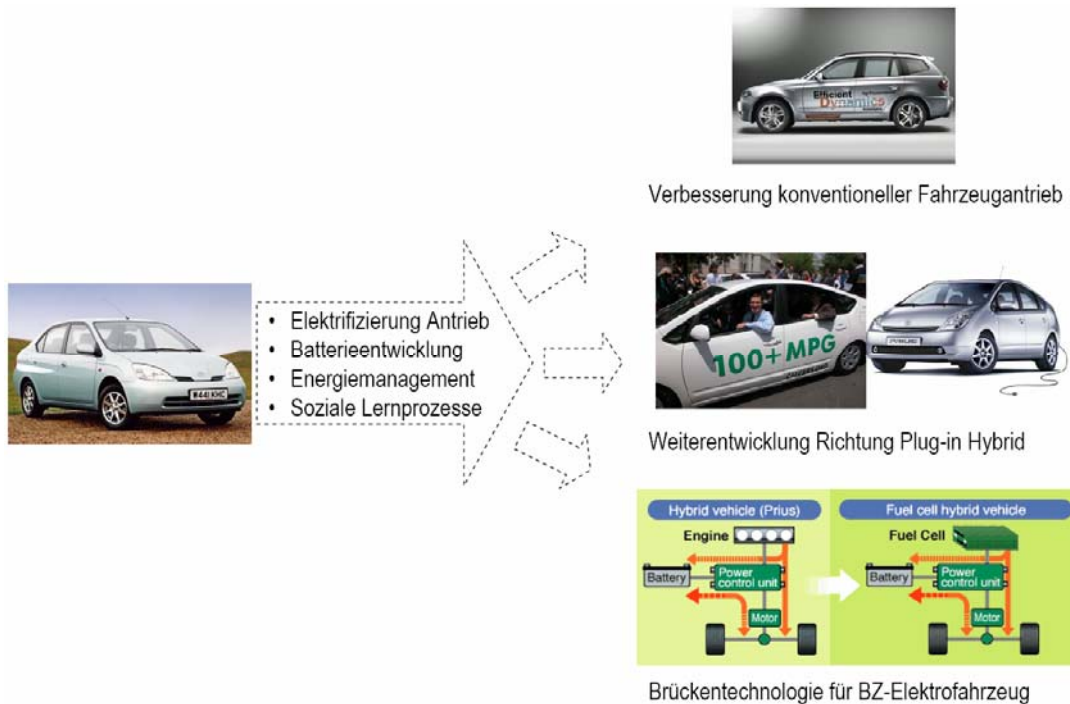 Efficient
Dynamics
Verbesserung konventioneller Fahrzeugantrieb
W441 KHC
• Elektrifizierung Antrieb
• Batterieentwicklung
• Energiemanagement
• Soziale Lernprozesse
100+ MPG
Weiterentwicklung Richtung Plug-in Hybrid
Hybrid vehicle (Prius)
Engine
Battery
Power
control unit
Motor
Fuel cell hybrid vehicle
Fuel Cell
Battery
Power
control unit
Motor
Brückentechnologie für BZ-Elektrofahrzeug